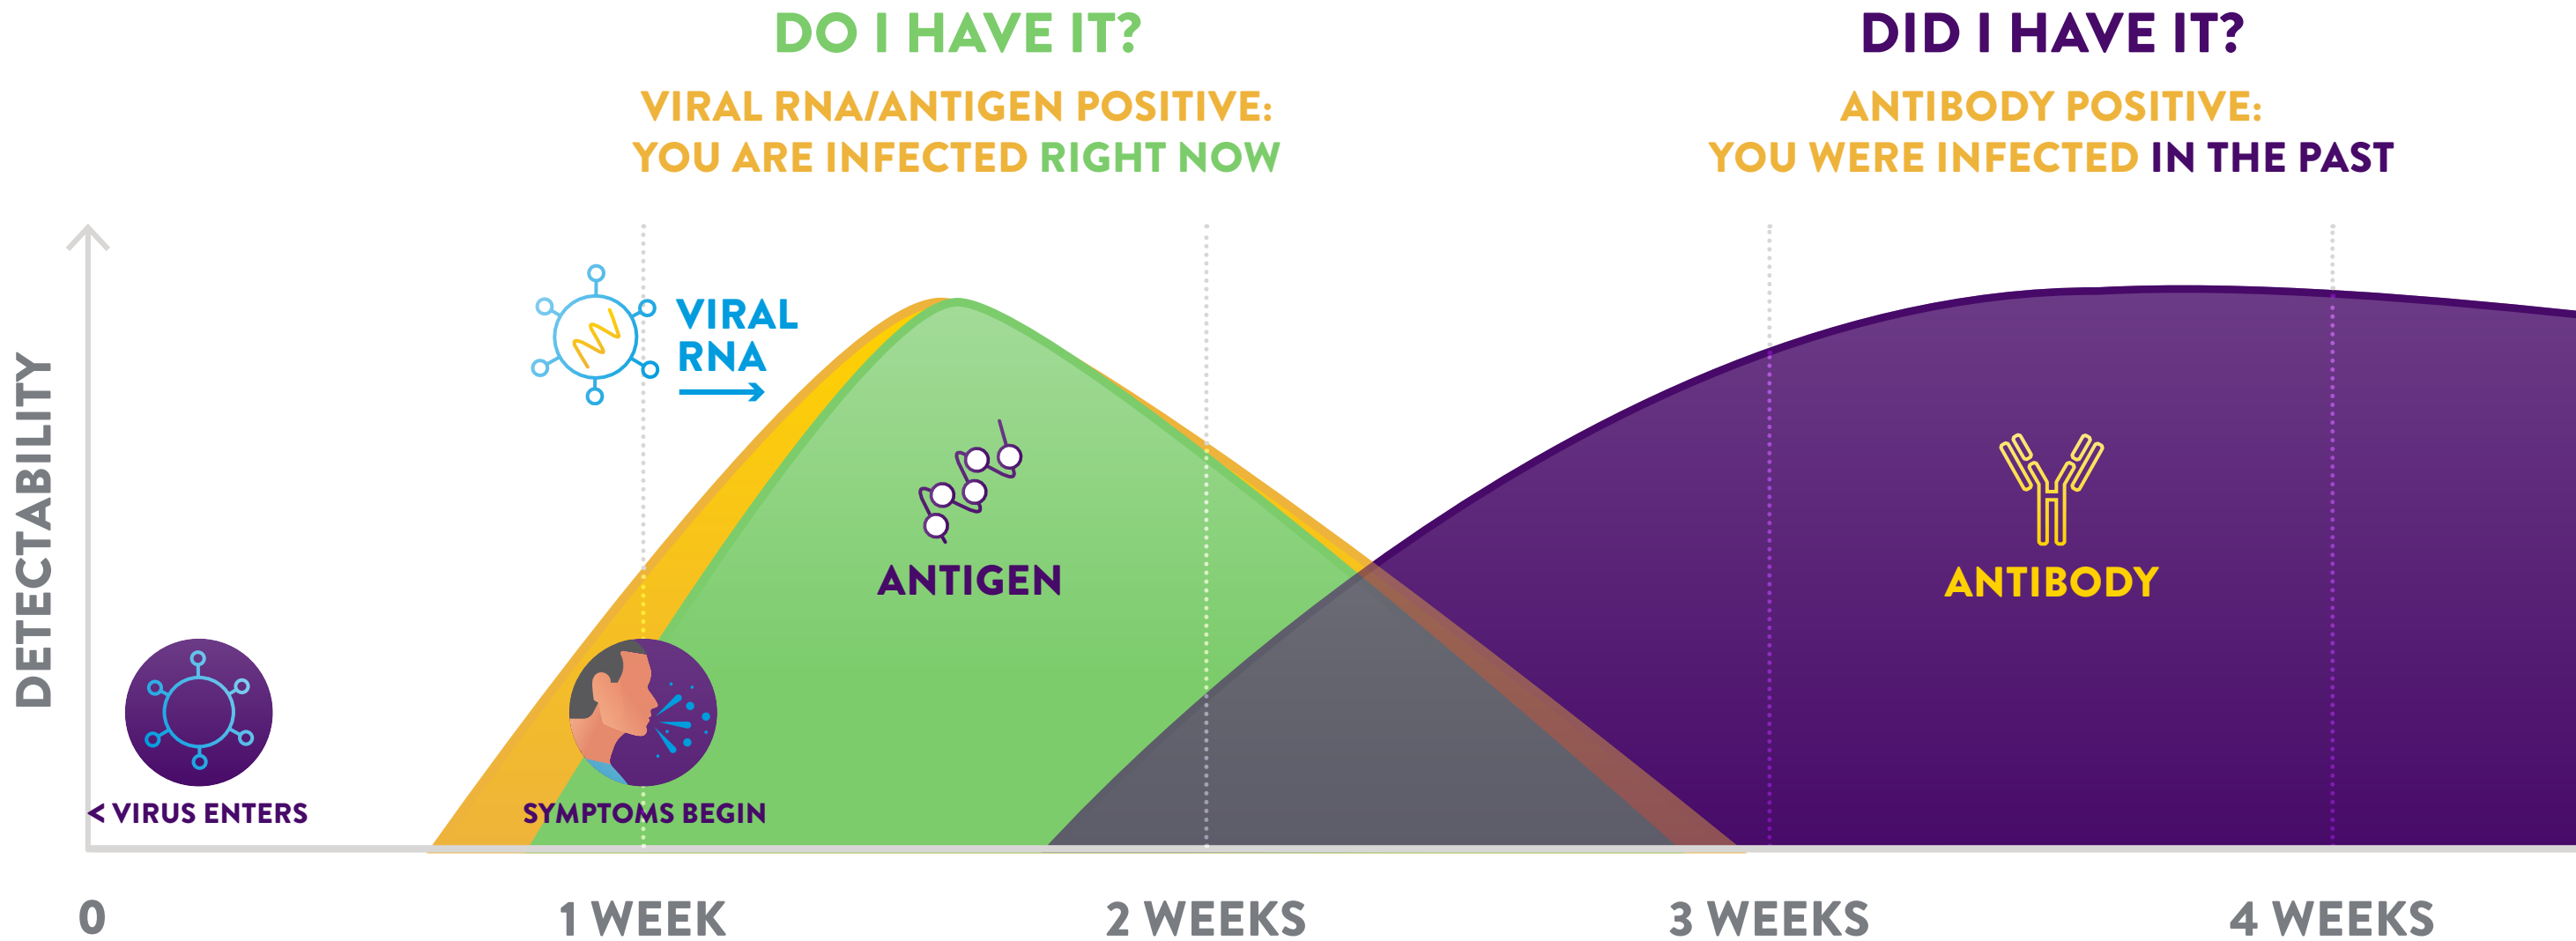 DO I HAVE IT?
VIRAL RNA/ANTIGEN POSITIVE:
YOU ARE INFECTED RIGHT NOW
DID I HAVE IT?
ANTIBODY POSITIVE:
YOU WERE INFECTED IN THE PAST
DETECTABILITY
VIRAL
RNA
ANTIGEN
ANTIBODY
< VIRUS ENTERS
SYMPTOMS BEGIN
0
1 WEEK
2 WEEKS
3 WEEKS
4 WEEKS